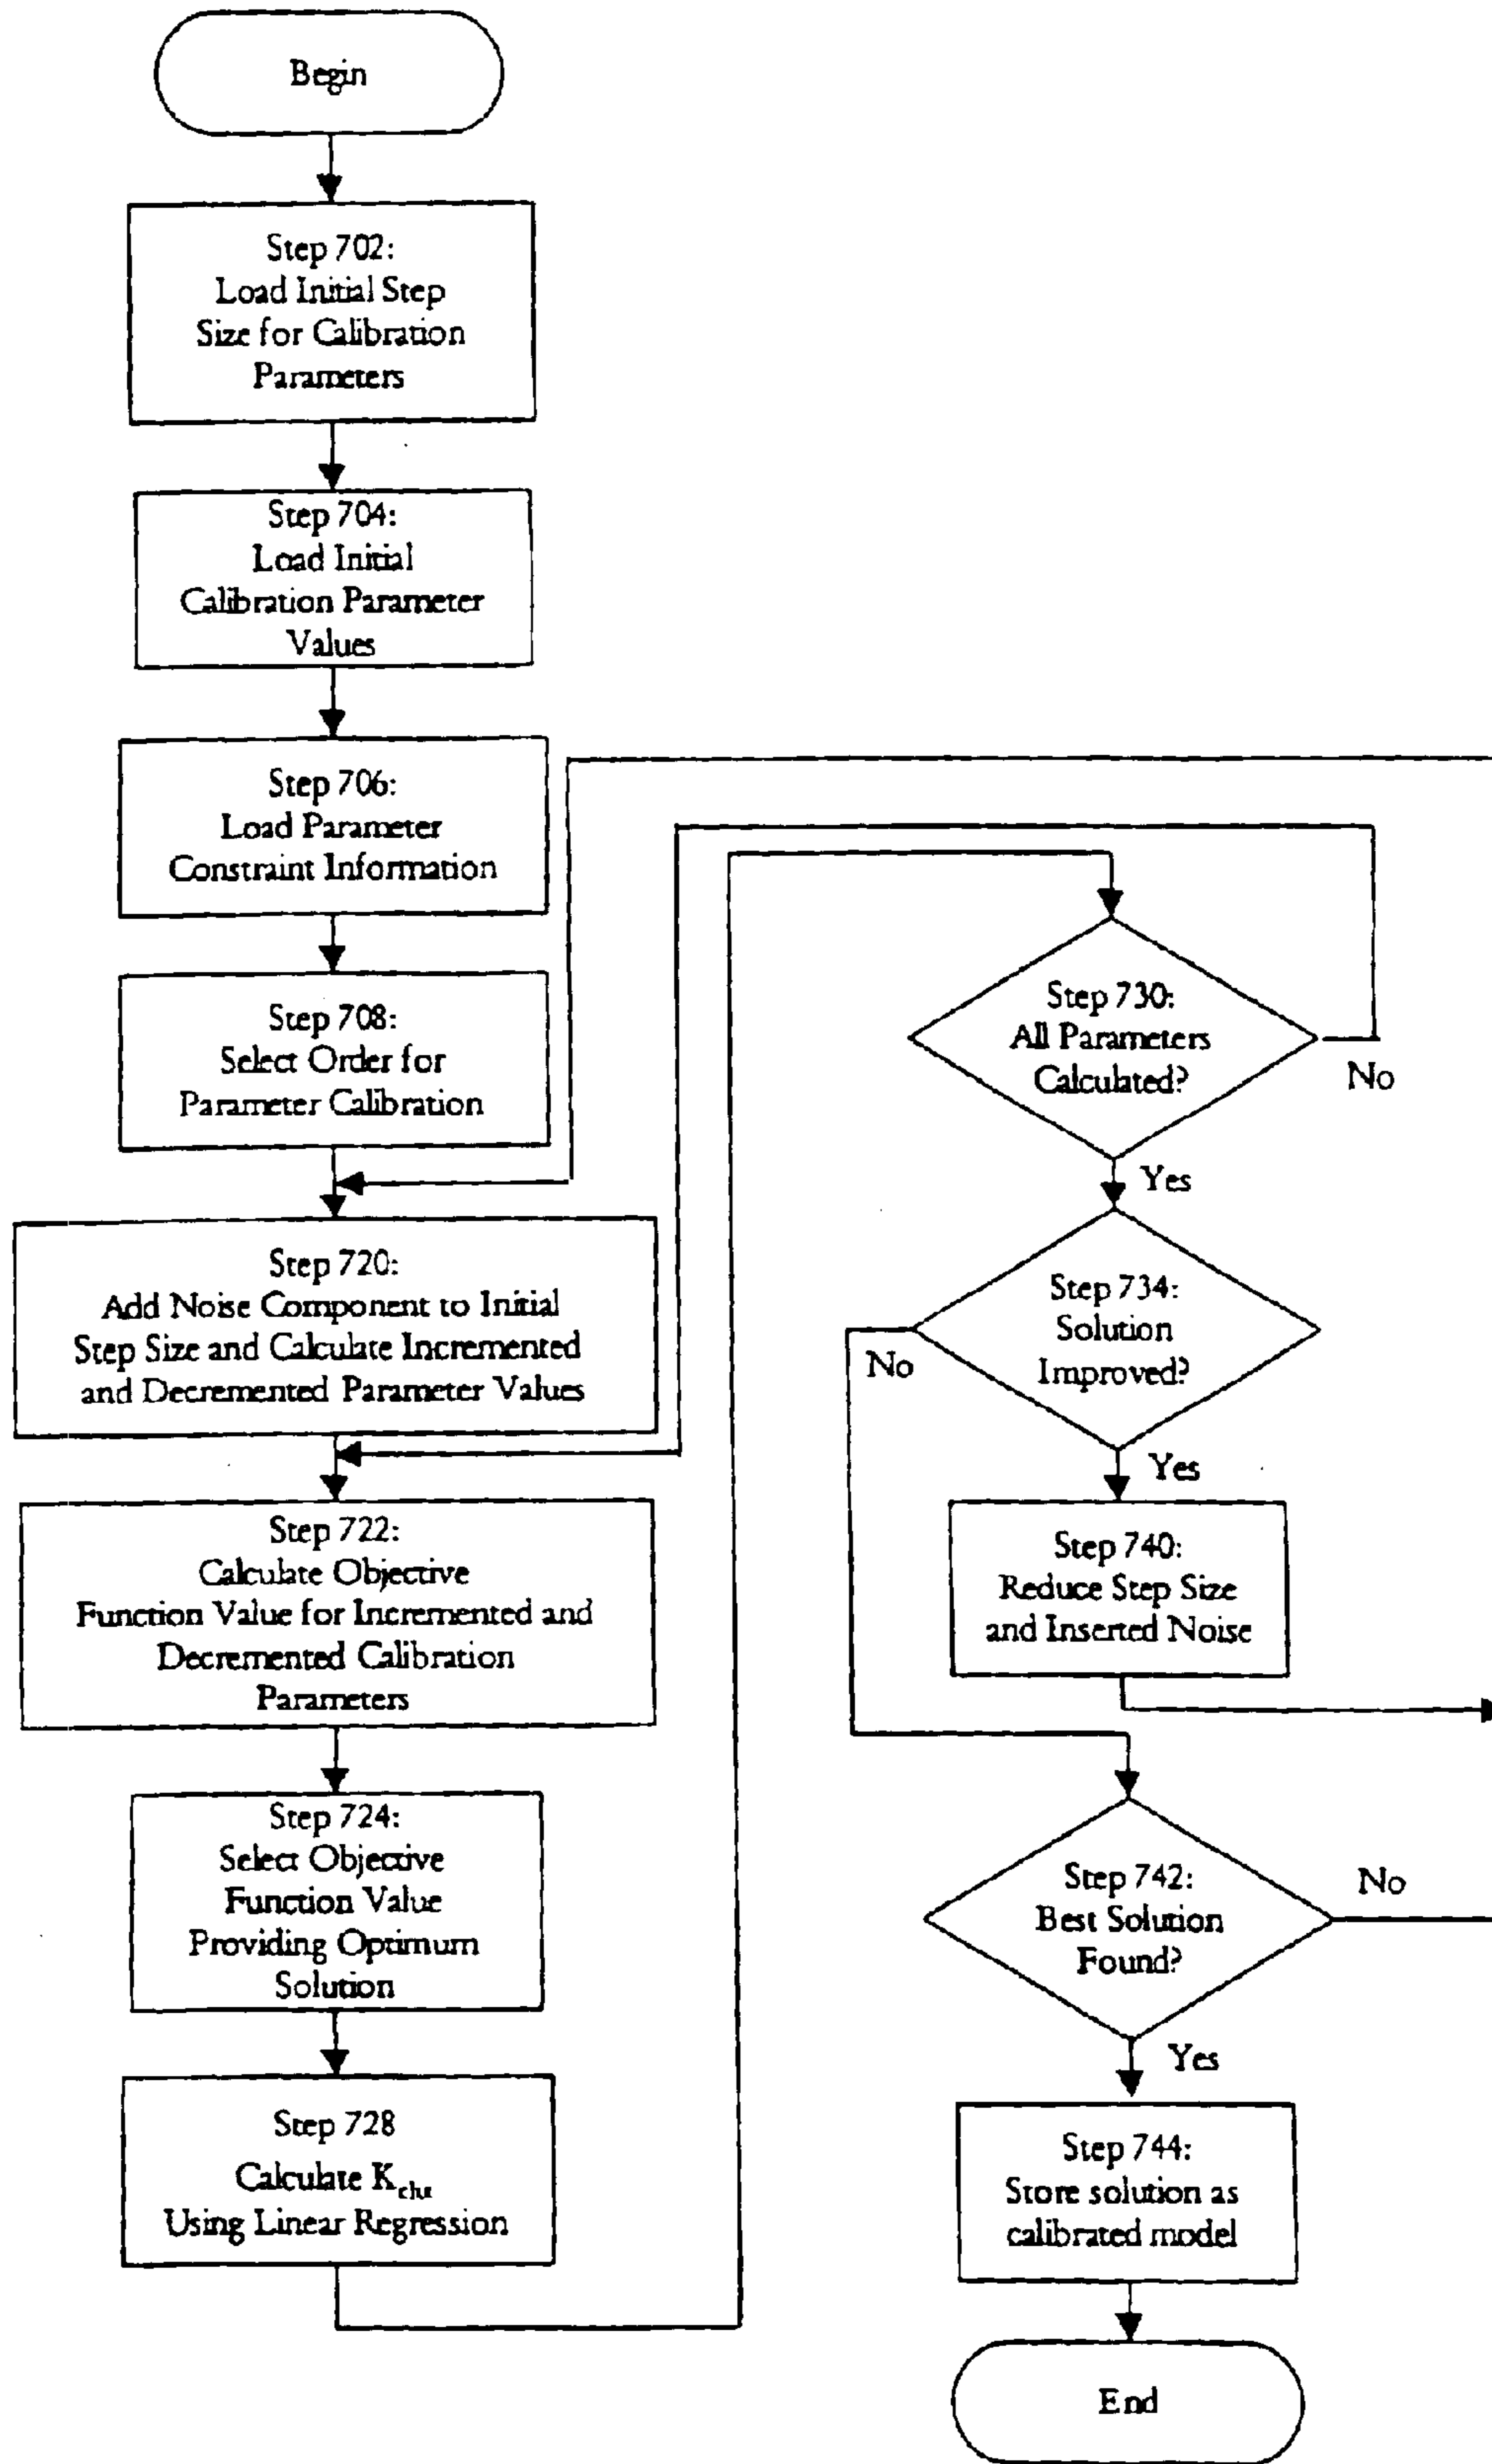 Begin
Step 702:
Load Initial Step
Size for Calibration
Parameters
Step 704:
Load Initial
Calibration Parameter
Values
Step 706:
Load Parameter
Constraint Information
Step 708:
Select Order for
Parameter Calibration
Step 720:
Add Noise Component to Initial
Step Size and Calculate Incremented
and Decremented Parameter Values
Step 722:
Calculate Objective
Function Value for Incremented and
Decremented Calibration
Parameters
Step 724:
Select Objective
Function Value
Providing Optimum
Solution
Step 728
Calculate K
Using Linear Regression
Step 730:
All Parameters
Calculated?
No
Yes
Step 734:
Solution
Improved?
No
Yes
Step 740:
Reduce Step Size
and Inserted Noise
Step 742:
Best Solution
Found?
No
Yes
Step 744:
Store solution as
calibrated model
End